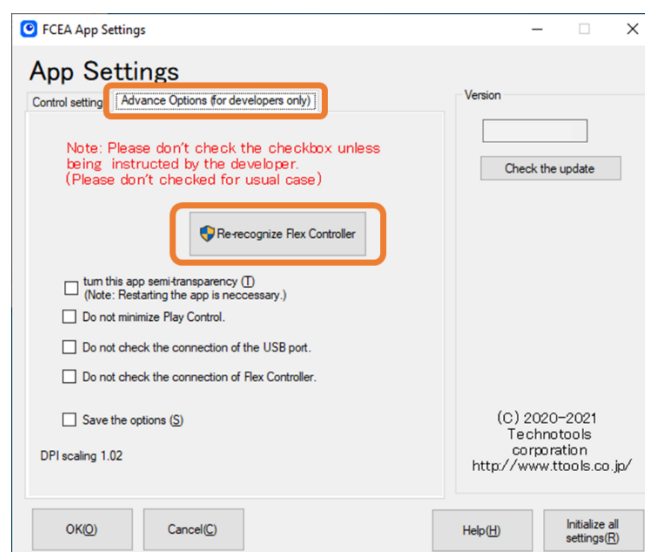 FCEA App Settings
App Settings
Control setting
Advance Options (for developers only)
Version
Note: Please don't check the checkbox unless
being instructed by the developer.
(Please don't checked for usual case)
Check the update
Re-recognize Flex Controller
turn this app semi-transparency (T)
(Note: Restarting the app is neccessary.)
Do not minimize Play Control.
Do not check the connection of the USB port.
Do not check the connection of Flex Controller.
Save the options (S)
DPI scaling 1.02
(C) 2020-2021
Technotools
corporation
http://www.ttools.co.jp/
OK(O)
Cancel(C)
Help(H)
Initialize all
settings(R)